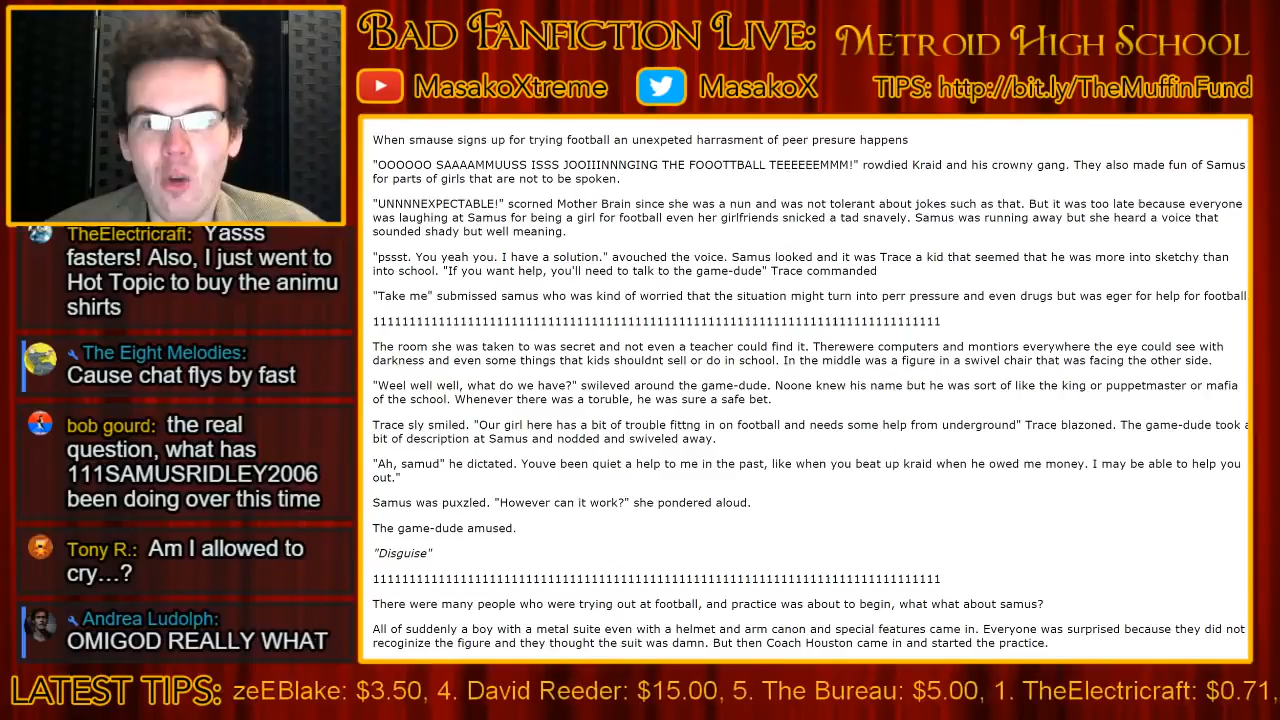 Bad Fanfiction Live:
Metroid High School
MasakoXtreme
MasakoX
TIPS: http://bit.ly/TheMuffinFund
TheElectricraft: Yasss
fasters! Also, I just went to
Hot Topic to buy the animu
shirts
The Eight Melodies:
Cause chat flys by fast
bob gourd: the real
question, what has
111SAMUSRIDLEY2006
been doing over this time
Tony R.: Am I allowed to
cry…?
Andrea Ludolph:
OMIGOD REALLY WHAT
When smause signs up for trying football an unexpeted harrasment of peer presure happens
"OOOOOO SAAAAMMUUSS ISSS JOOIIINNNGING THE FOOOTTBALL TEEEEEEMMM!" rowdied Kraid and his crowny gang. They also made fun of Samus
for parts of girls that are not to be spoken.
"UNNNNEXPECTABLE!" scorned Mother Brain since she was a nun and was not tolerant about jokes such as that. But it was too late because everyone
was laughing at Samus for being a girl for football even her girlfriends snicked a tad snavely. Samus was running away but she heard a voice that
sounded shady but well meaning.
"pssst. You yeah you. I have a solution." avouched the voice. Samus looked and it was Trace a kid that seemed that he was more into sketchy than
into school. "If you want help, you'll need to talk to the game-dude" Trace commanded
"Take me" submissed samus who was kind of worried that the situation might turn into perr pressure and even drugs but was eger for help for football.
111111111111111111111111111111111111111111111111111111111111111111111111111111
The room she was taken to was secret and not even a teacher could find it. Therewere computers and montiors everywhere the eye could see with
darkness and even some things that kids shouldnt sell or do in school. In the middle was a figure in a swivel chair that was facing the other side.
"Weel well well, what do we have?" swileved around the game-dude. Noone knew his name but he was sort of like the king or puppetmaster or mafia
of the school. Whenever there was a toruble, he was sure a safe bet.
Trace sly smiled. "Our girl here has a bit of trouble fittng in on football and needs some help from underground" Trace blazoned. The game-dude took a
bit of description at Samus and nodded and swiveled away.
"Ah, samud" he dictated. Youve been quiet a help to me in the past, like when you beat up kraid when he owed me money. I may be able to help you
out."
Samus was puxzled. "However can it work?" she pondered aloud.
The game-dude amused.
"Disguise"
111111111111111111111111111111111111111111111111111111111111111111111111111111
There were many people who were trying out at football, and practice was about to begin, what what about samus?
All of suddenly a boy with a metal suite even with a helmet and arm canon and special features came in. Everyone was surprised because they did not
recoginize the figure and they thought the suit was damn. But then Coach Houston came in and started the practice.
LATEST TIPS: zeEBlake: $3.50, 4. David Reeder: $15.00, 5. The Bureau: $5.00, 1. TheElectricraft: $0.71.